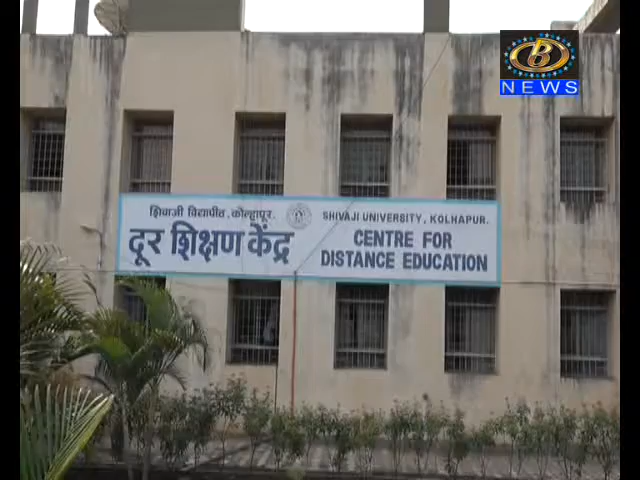 B
NEWS
शिवाजी विद्यापीठ, कोल्हापूर.
दूर शिक्षण केंद्र
SHIVAJI UNIVERSITY, KOLHAPUR.
CENTRE FOR
DISTANCE EDUCATION